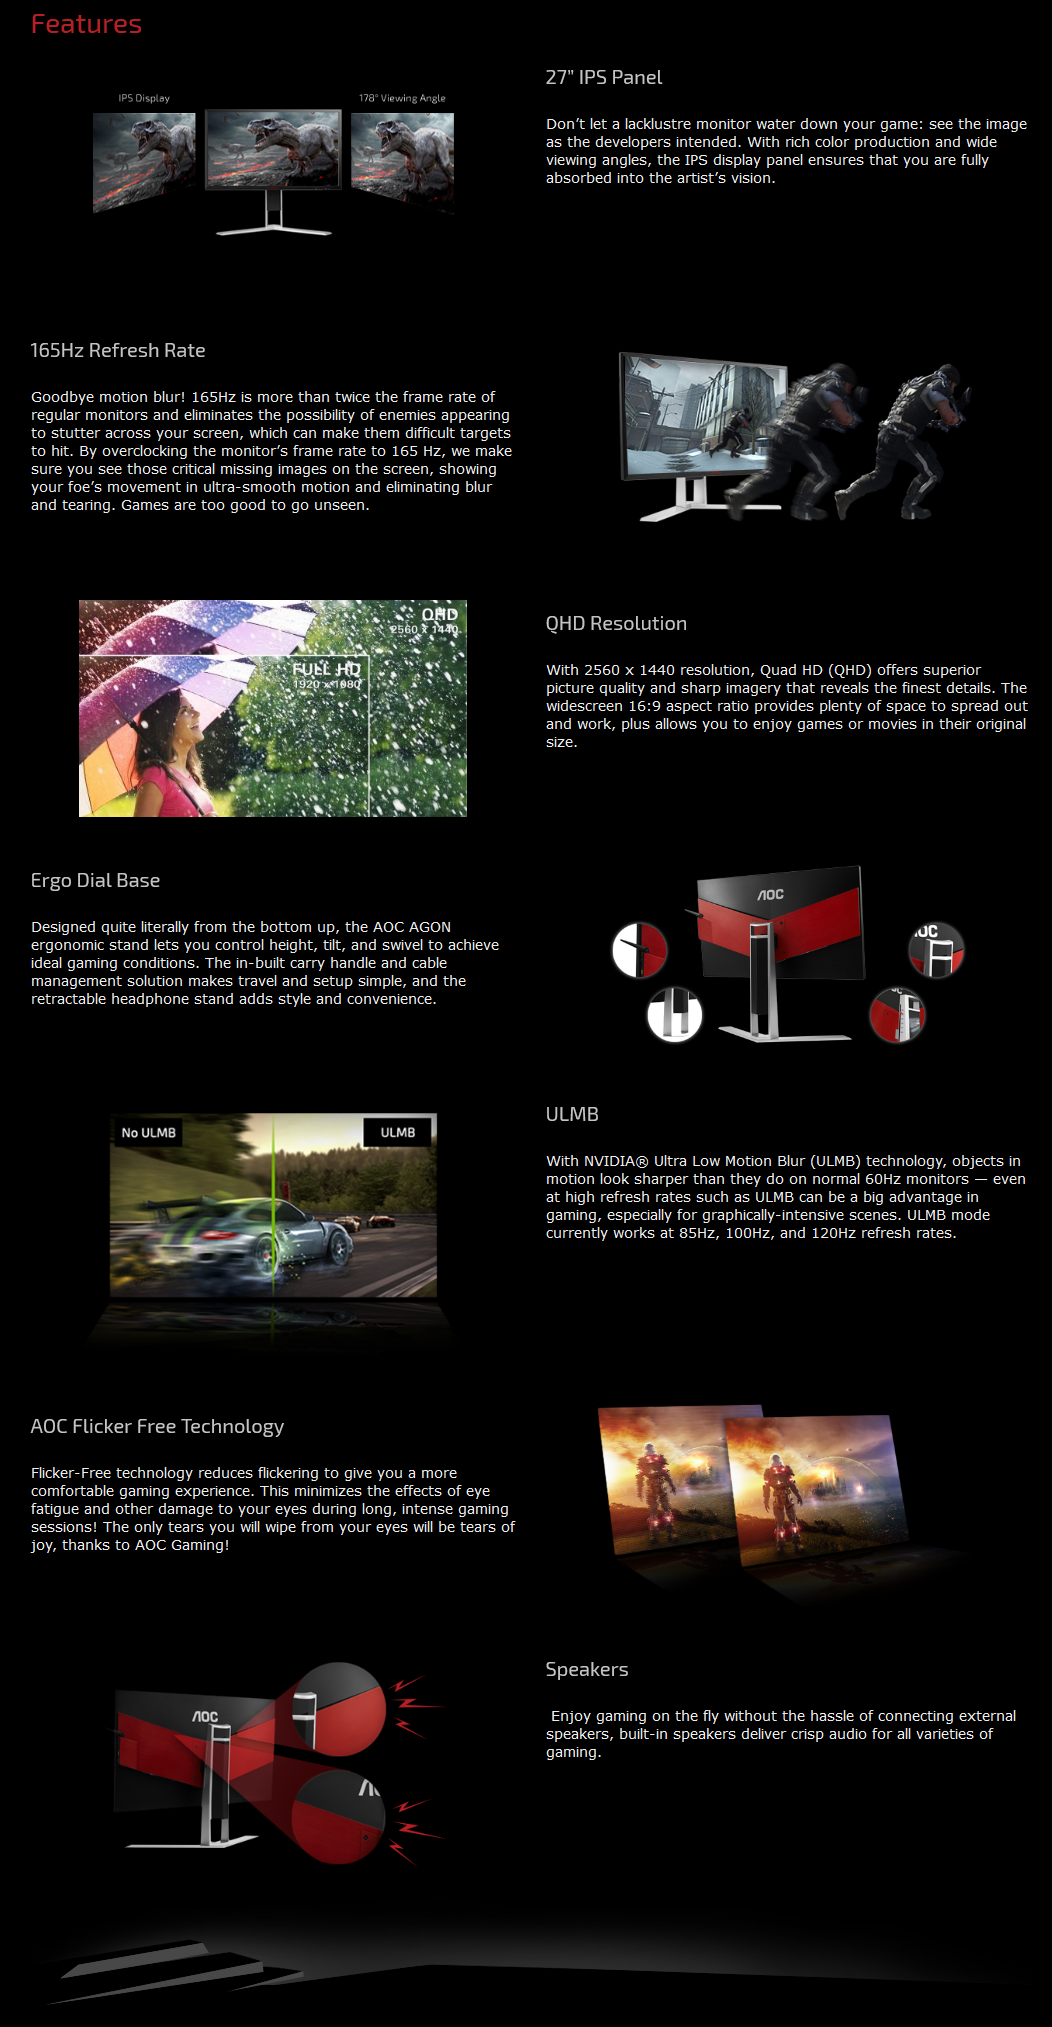 Features
IPS Display
178° Viewing Angle
27” IPS Panel
Don’t let a lacklustre monitor water down your game: see the image
as the developers intended. With rich color production and wide
viewing angles, the IPS display panel ensures that you are fully
absorbed into the artist’s vision.
165Hz Refresh Rate
Goodbye motion blur! 165Hz is more than twice the frame rate of
regular monitors and eliminates the possibility of enemies appearing
to stutter across your screen, which can make them difficult targets
to hit. By overclocking the monitor’s frame rate to 165 Hz, we make
sure you see those critical missing images on the screen, showing
your foe’s movement in ultra-smooth motion and eliminating blur
and tearing. Games are too good to go unseen.
QHD
2560 x 1440
FULL HD
1920 x 1080
QHD Resolution
With 2560 x 1440 resolution, Quad HD (QHD) offers superior
picture quality and sharp imagery that reveals the finest details. The
widescreen 16:9 aspect ratio provides plenty of space to spread out
and work, plus allows you to enjoy games or movies in their original
size.
Ergo Dial Base
Designed quite literally from the bottom up, the AOC AGON
ergonomic stand lets you control height, tilt, and swivel to achieve
ideal gaming conditions. The in-built carry handle and cable
management solution makes travel and setup simple, and the
retractable headphone stand adds style and convenience.
AOC
No ULMB
ULMB
ULMB
With NVIDIA® Ultra Low Motion Blur (ULMB) technology, objects in
motion look sharper than they do on normal 60Hz monitors — even
at high refresh rates such as ULMB can be a big advantage in
gaming, especially for graphically-intensive scenes. ULMB mode
currently works at 85Hz, 100Hz, and 120Hz refresh rates.
AOC Flicker Free Technology
Flicker-Free technology reduces flickering to give you a more
comfortable gaming experience. This minimizes the effects of eye
fatigue and other damage to your eyes during long, intense gaming
sessions! The only tears you will wipe from your eyes will be tears of
joy, thanks to AOC Gaming!
AOC
Speakers
Enjoy gaming on the fly without the hassle of connecting external
speakers, built-in speakers deliver crisp audio for all varieties of
gaming.